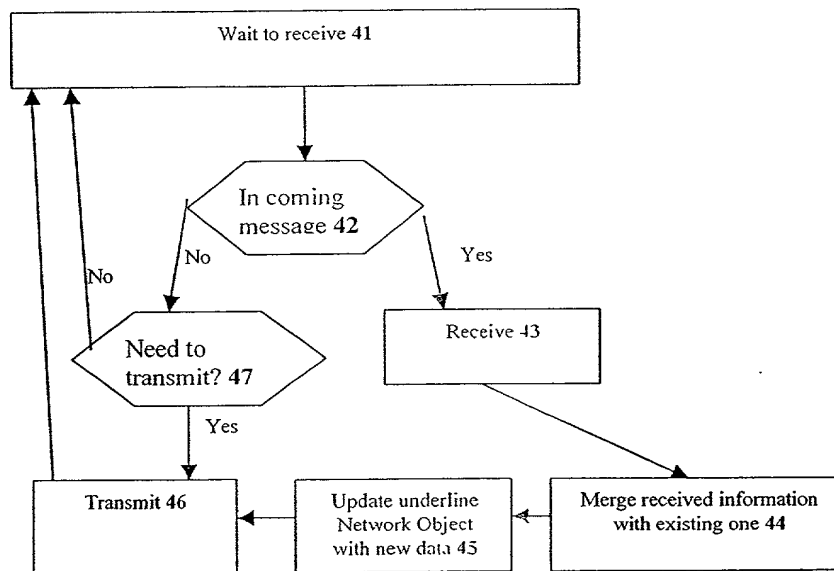 Wait to receive 41
In coming
message 42
No
Yes
No
Need to
transmit? 47
Receive 43
Yes
Transmit 46
Update underline
Network Object
with new data 45
Merge received information
with existing one 44